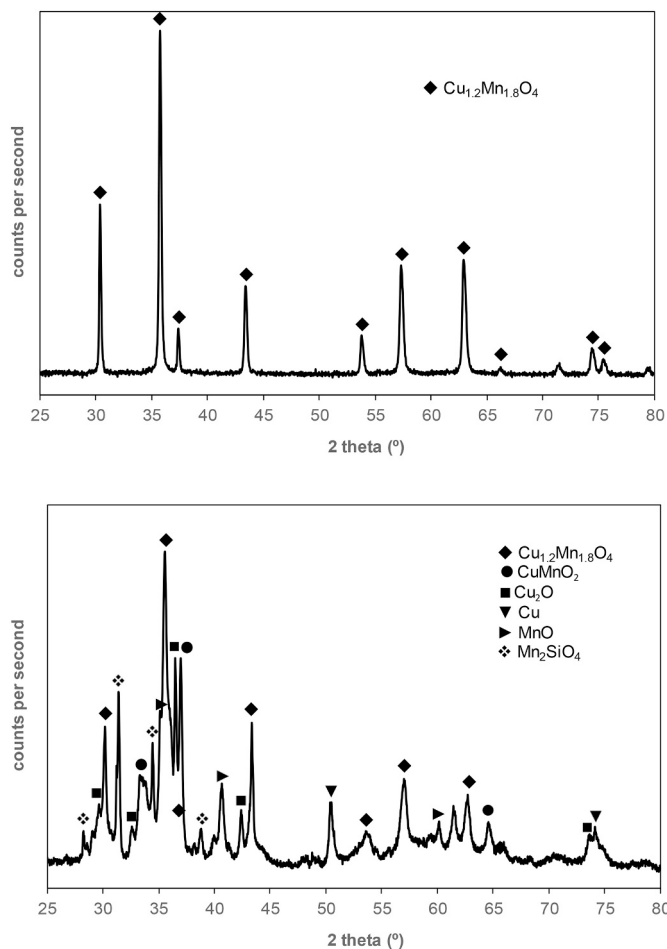 counts per second
◆ Cu₁.₂Mn₁.₈O₄
25 30 35 40 45 50 55 60 65 70 75 80
2 theta (º)
counts per second
◆ Cu₁.₂Mn₁.₈O₄
● CuMnO₂
■ Cu₂O
▼ Cu
► MnO
Mn₂SiO₄
25 30 35 40 45 50 55 60 65 70 75 80
2 theta (º)